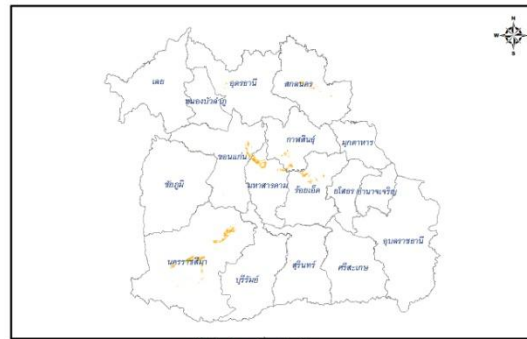 N
W E
S
เลย
อุดรธานี
สกลนคร
หนองบัวลำภู
กาฬสินธุ์
มุกดาหาร
ขอนแก่น
ชัยภูมิ
มหาสารคาม
ร้อยเอ็ด
ยโสธร
อำนาจเจริญ
อุบลราชธานี
นครราชสีมา
บุรีรัมย์
สุรินทร์
ศรีสะเกษ